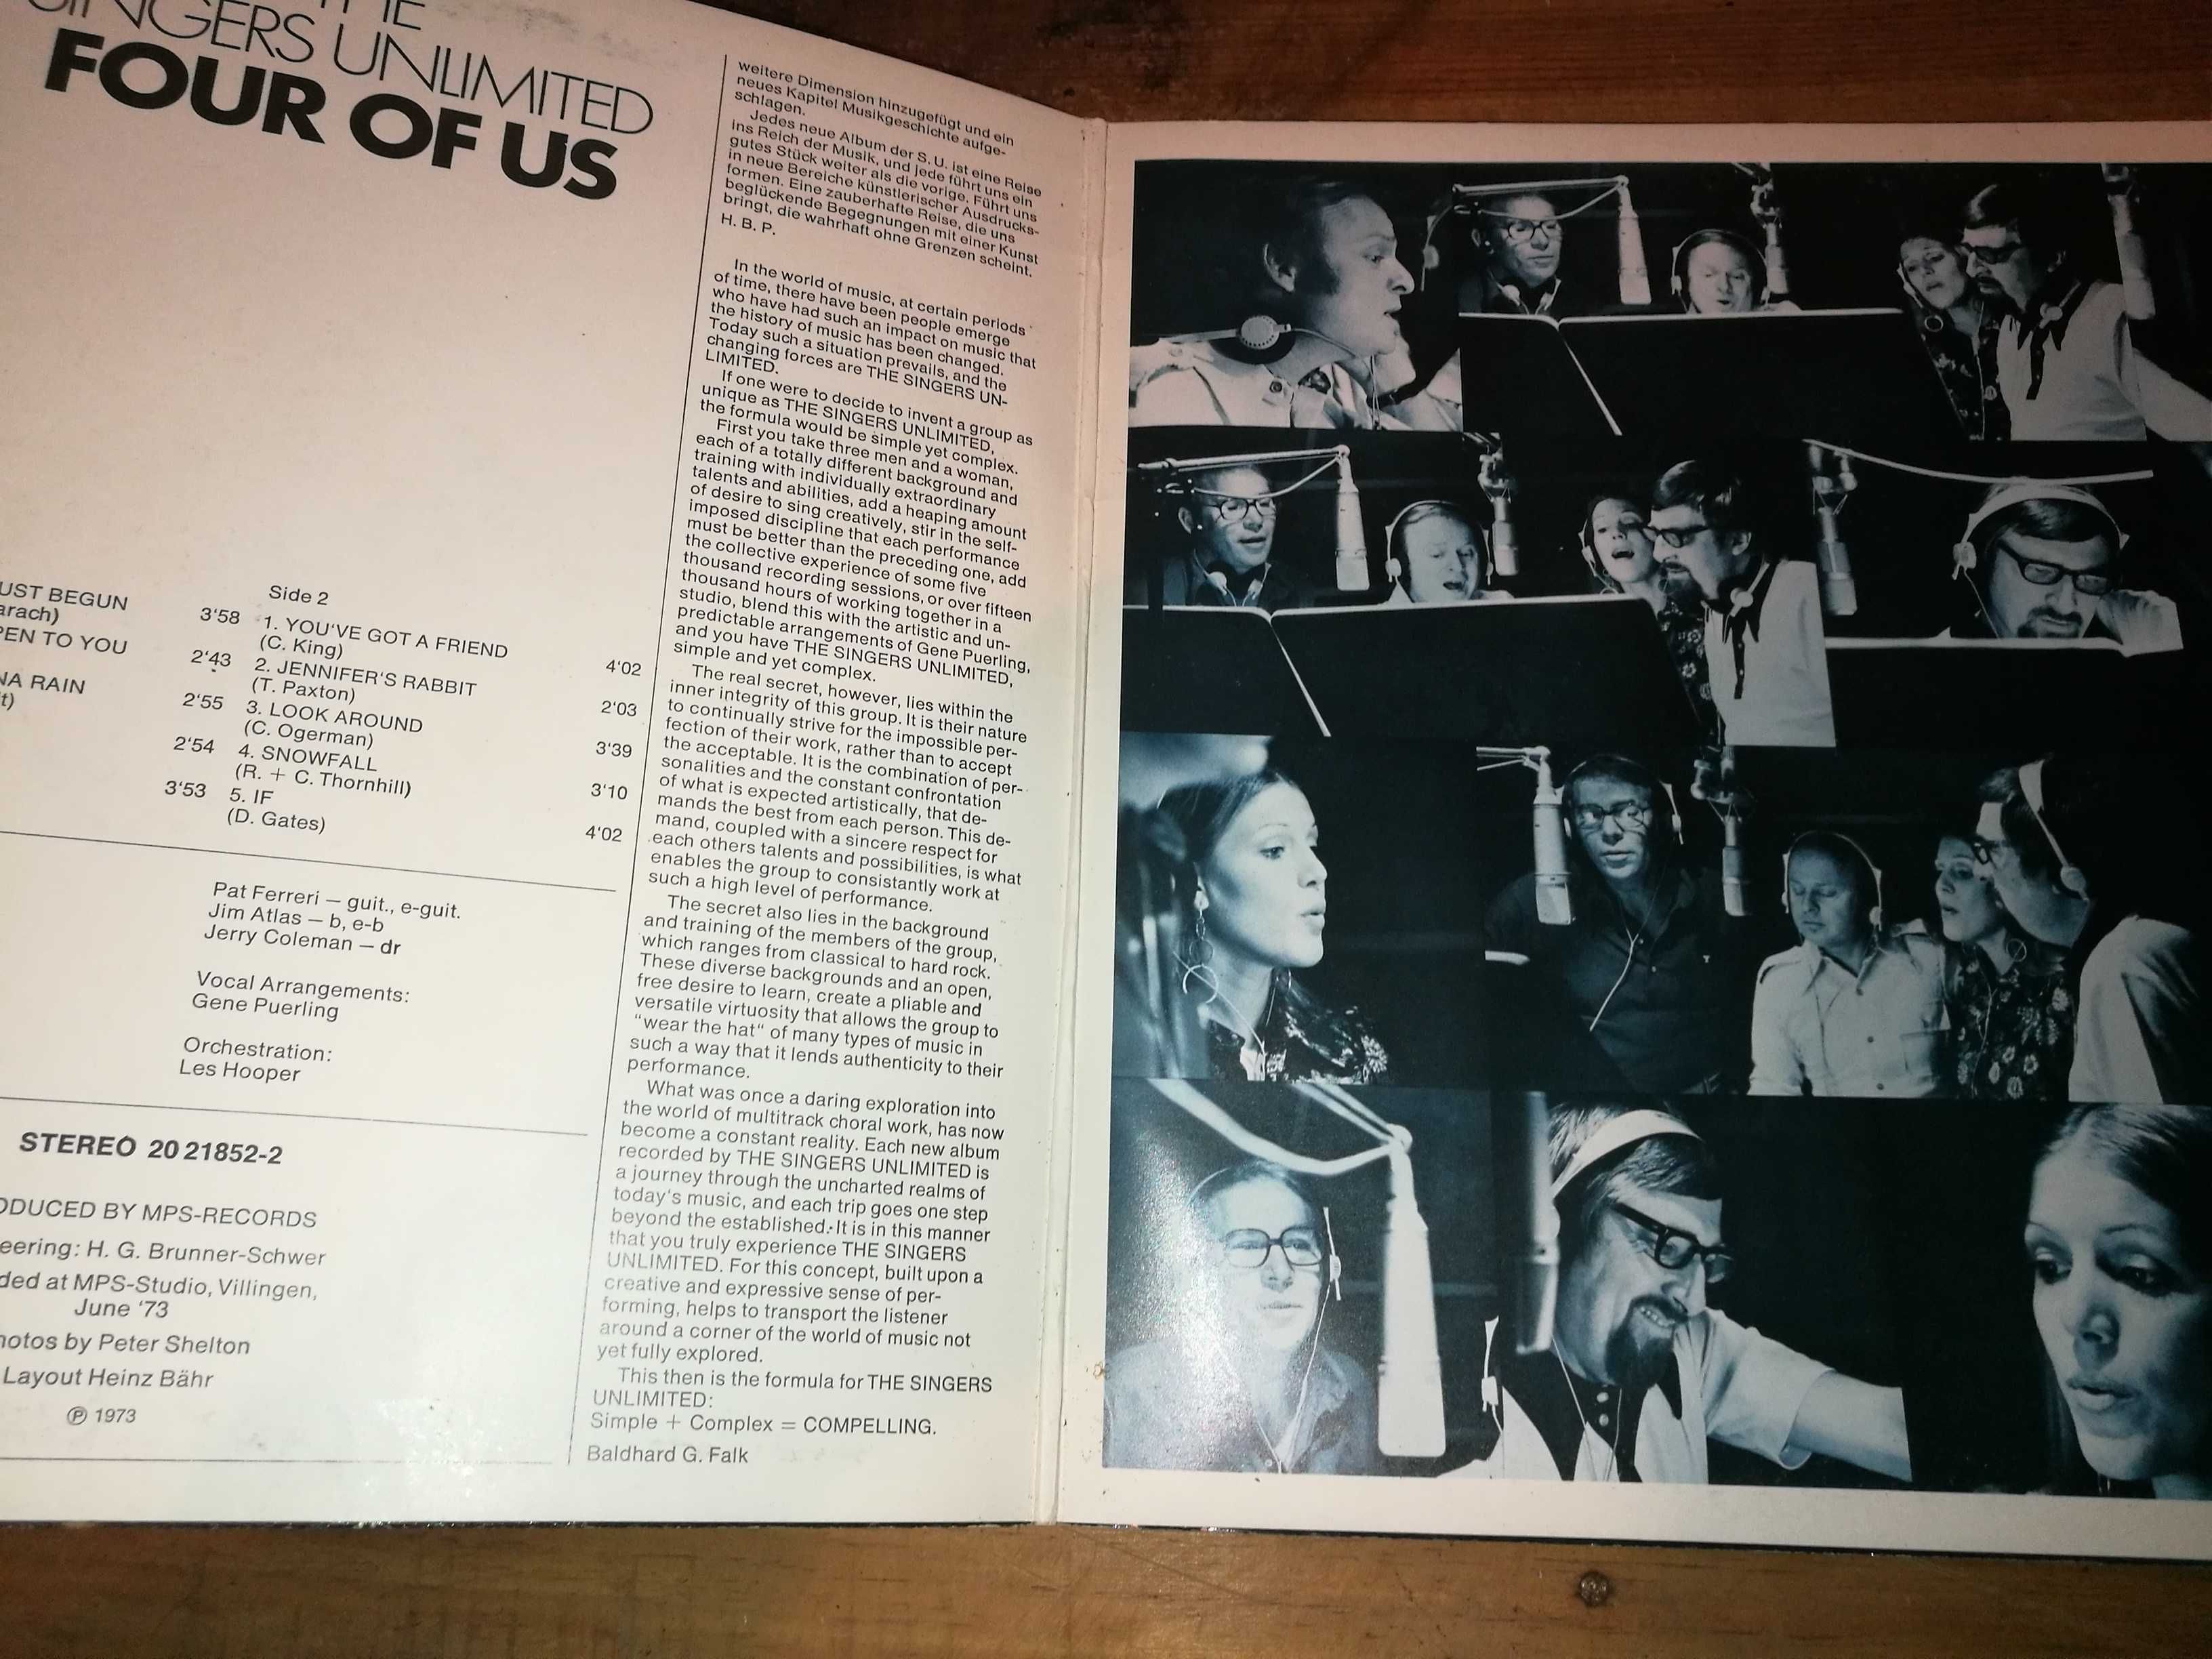 THE
SINGERS UNLIMITED
FOUR OF US
UST BEGUN
arach) 3'58
PEN TO YOU
2'43
NA RAIN
t) 2'55
2'54
3'53
Side 2
1. YOU'VE GOT A FRIEND
(C. King) 4'02
2. JENNIFER'S RABBIT
(T. Paxton) 2'03
3. LOOK AROUND
(C. Ogerman) 3'39
4. SNOWFALL
(R. + C. Thornhill) 3'10
5. IF
(D. Gates) 4'02
Pat Ferreri – guit., e-guit.
Jim Atlas – b, e-b
Jerry Coleman – dr
Vocal Arrangements:
Gene Puerling
Orchestration:
Les Hooper
STEREO 20 21852-2
ODUCED BY MPS-RECORDS
eering: H. G. Brunner-Schwer
ded at MPS-Studio, Villingen,
June '73
hotos by Peter Shelton
Layout Heinz Bähr
℗ 1973
weitere Dimension hinzugefügt und ein
neues Kapitel Musikgeschichte aufge-
schlagen.
Jedes neue Album der S. U. ist eine Reise
ins Reich der Musik, und jede führt uns ein
gutes Stück weiter als die vorige. Führt uns
in neue Bereiche künstlerischer Ausdrucks-
formen. Eine zauberhafte Reise, die uns
beglückende Begegnungen mit einer Kunst
bringt, die wahrhaft ohne Grenzen scheint.
H. B. P.
In the world of music, at certain periods
of time, there have been people emerge
who have had such an impact on music that
the history of music has been changed.
Today such a situation prevails, and the
changing forces are THE SINGERS UN-
LIMITED.
If one were to decide to invent a group as
unique as THE SINGERS UNLIMITED,
the formula would be simple yet complex.
First you take three men and a woman,
each of a totally different background and
training with individually extraordinary
talents and abilities, add a heaping amount
of desire to sing creatively, stir in the self-
imposed discipline that each performance
must be better than the preceding one, add
the collective experience of some five
thousand recording sessions, or over fifteen
thousand hours of working together in a
studio, blend this with the artistic and un-
predictable arrangements of Gene Puerling,
and you have THE SINGERS UNLIMITED,
simple and yet complex.
The real secret, however, lies within the
inner integrity of this group. It is their nature
to continually strive for the impossible per-
fection of their work, rather than to accept
the acceptable. It is the combination of per-
sonalities and the constant confrontation
of what is expected artistically, that de-
mands the best from each person. This de-
mand, coupled with a sincere respect for
each others talents and possibilities, is what
enables the group to consistantly work at
such a high level of performance.
The secret also lies in the background
and training of the members of the group,
which ranges from classical to hard rock.
These diverse backgrounds and an open,
free desire to learn, create a pliable and
versatile virtuosity that allows the group to
"wear the hat" of many types of music in
such a way that it lends authenticity to their
performance.
What was once a daring exploration into
the world of multitrack choral work, has now
become a constant reality. Each new album
recorded by THE SINGERS UNLIMITED is
a journey through the uncharted realms of
today's music, and each trip goes one step
beyond the established. It is in this manner
that you truly experience THE SINGERS
UNLIMITED. For this concept, built upon a
creative and expressive sense of per-
forming, helps to transport the listener
around a corner of the world of music not
yet fully explored.
This then is the formula for THE SINGERS
UNLIMITED:
Simple + Complex = COMPELLING.
Baldhard G. Falk